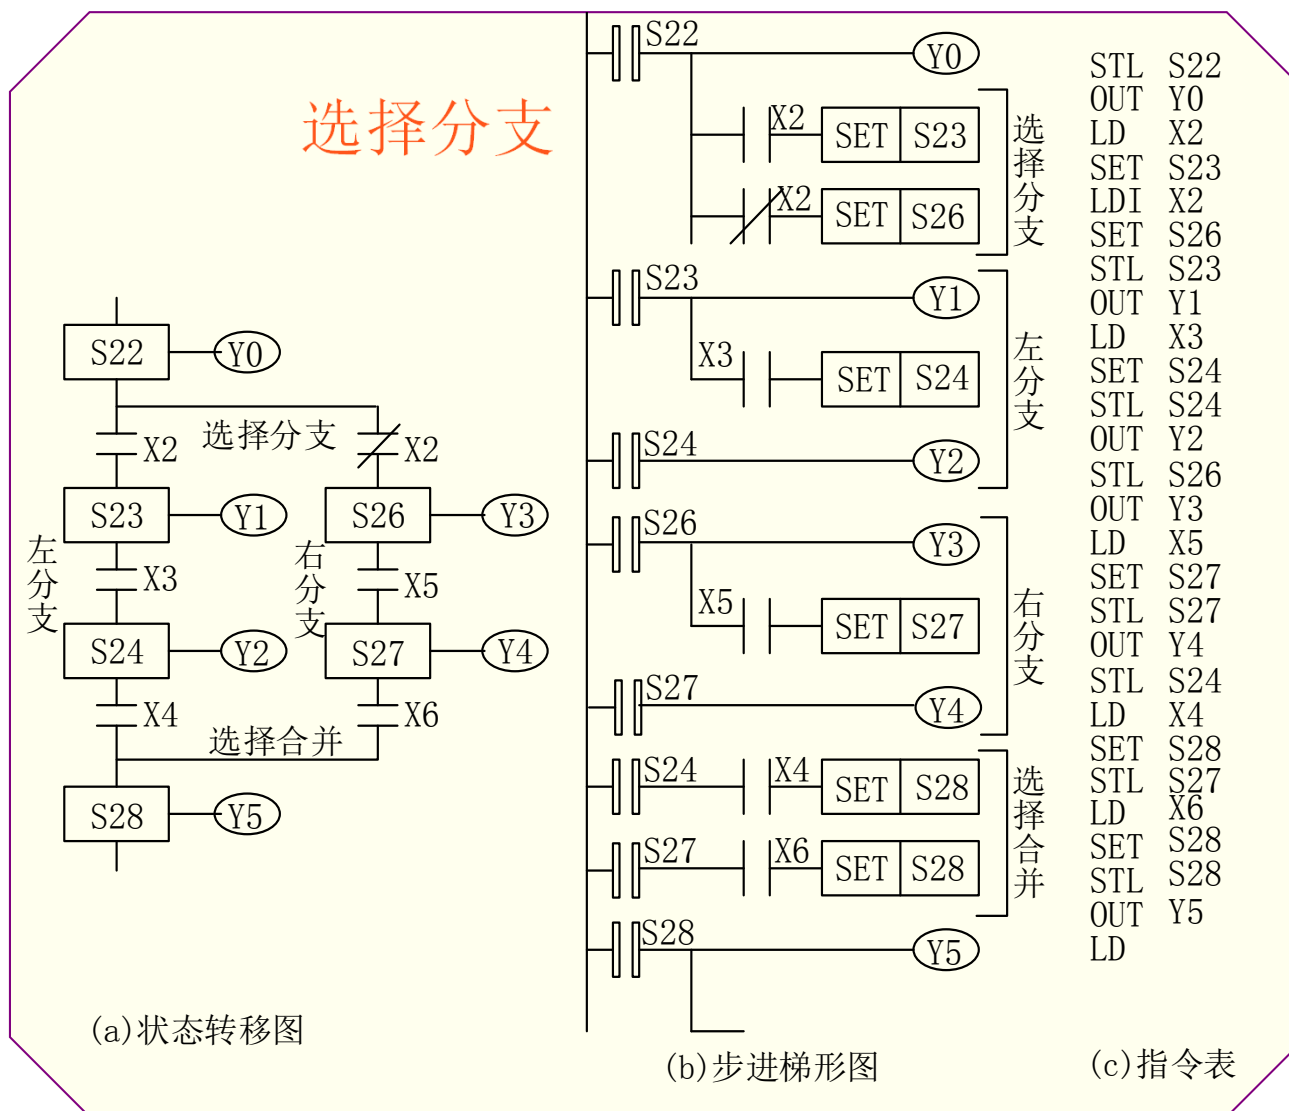 选择分支
S22 Y0
选择分支
X2 X2
S23 Y1 S26 Y3
左分支
右分支
X3 X5
S24 Y2 S27 Y4
X4 X6
选择合并
S28 Y5
(a)状态转移图
S22 Y0
X2 SET S23
X2 SET S26
选择分支
S23 Y1
X3 SET S24
S24 Y2
左分支
S26 Y3
X5 SET S27
S27 Y4
右分支
S24 X4 SET S28
S27 X6 SET S28
选择合并
S28 Y5
(b)步进梯形图
STL S22
OUT Y0
LD X2
SET S23
LDI X2
SET S26
STL S23
OUT Y1
LD X3
SET S24
STL S24
OUT Y2
STL S26
OUT Y3
LD X5
SET S27
STL S27
OUT Y4
STL S24
LD X4
SET S28
STL S27
LD X6
SET S28
STL S28
OUT Y5
LD
(c)指令表